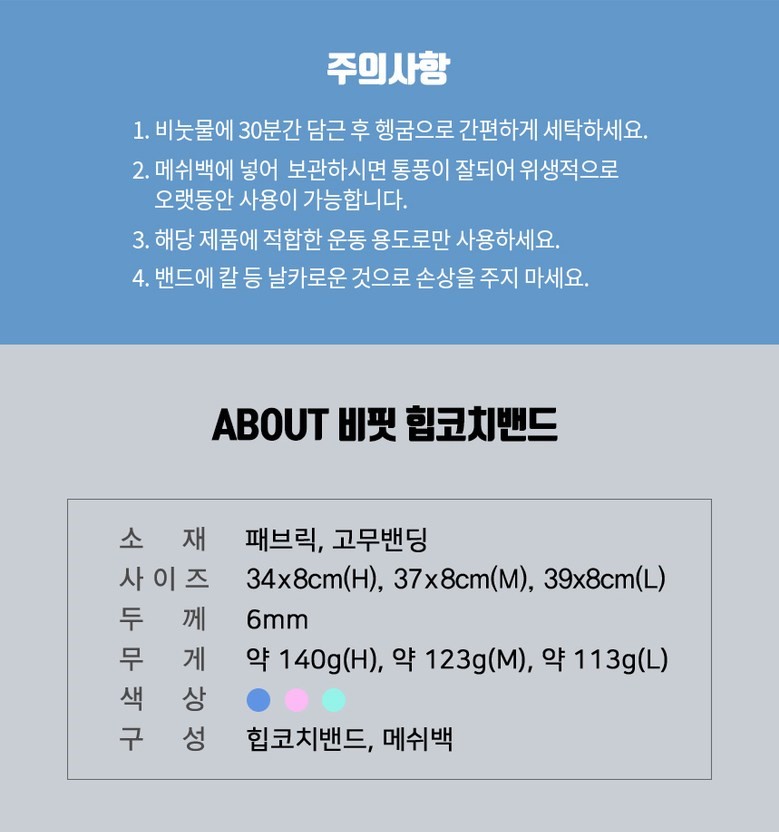 주의사항
1. 비눗물에 30분간 담근 후 헹굼으로 간편하게 세탁하세요.
2. 메쉬백에 넣어 보관하시면 통풍이 잘되어 위생적으로
오랫동안 사용이 가능합니다.
3. 해당 제품에 적합한 운동 용도로만 사용하세요.
4. 밴드에 칼 등 날카로운 것으로 손상을 주지 마세요.
ABOUT 비핏 힙코치밴드
소 재 패브릭, 고무밴딩
사 이 즈 34x8cm(H), 37x8cm(M), 39x8cm(L)
두 께 6mm
무 게 약 140g(H), 약 123g(M), 약 113g(L)
색 상
구 성 힙코치밴드, 메쉬백